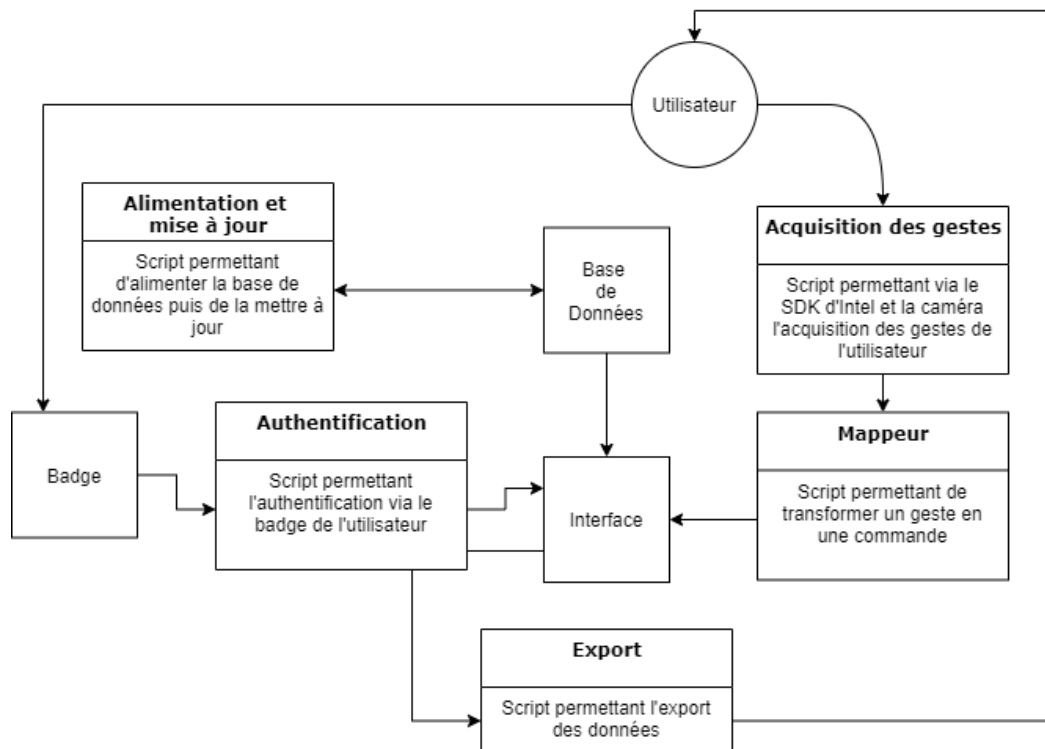 Utilisateur
Alimentation et
mise à jour
Script permettant
d'alimenter la base de
données puis de la mettre à
jour
Base
de
Données
Acquisition des gestes
Script permettant via le
SDK d'Intel et la caméra
l'acquisition des gestes de
l'utilisateur
Badge
Authentification
Script permettant
l'authentification via le
badge de l'utilisateur
Interface
Mappeur
Script permettant de
transformer un geste en
une commande
Export
Script permettant l'export
des données